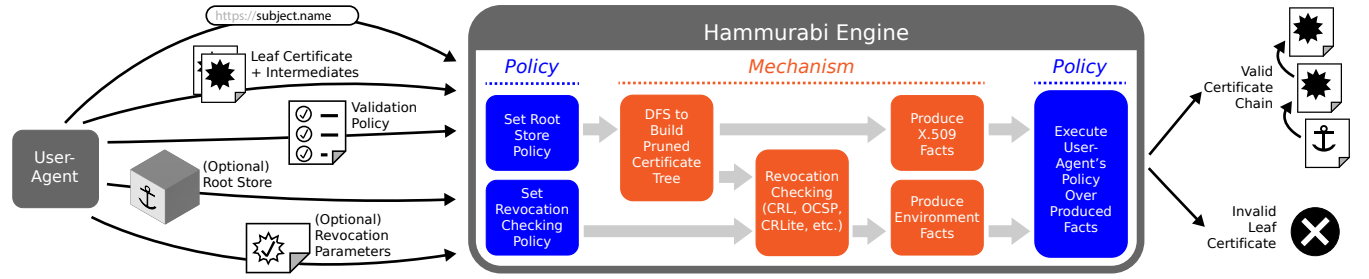 https://subject.name
Leaf Certificate
+ Intermediates
Validation
Policy
User-
Agent
(Optional)
Root Store
(Optional)
Revocation
Parameters
Hammurabi Engine
Policy
Mechanism
Policy
Set Root
Store
Policy
Set
Revocation
Checking
Policy
DFS to
Build
Pruned
Certificate
Tree
Revocation
Checking
(CRL, OCSP,
CRLite, etc.)
Produce
X.509
Facts
Produce
Environment
Facts
Execute
User-
Agent's
Policy
Over
Produced
Facts
Valid
Certificate
Chain
Invalid
Leaf
Certificate